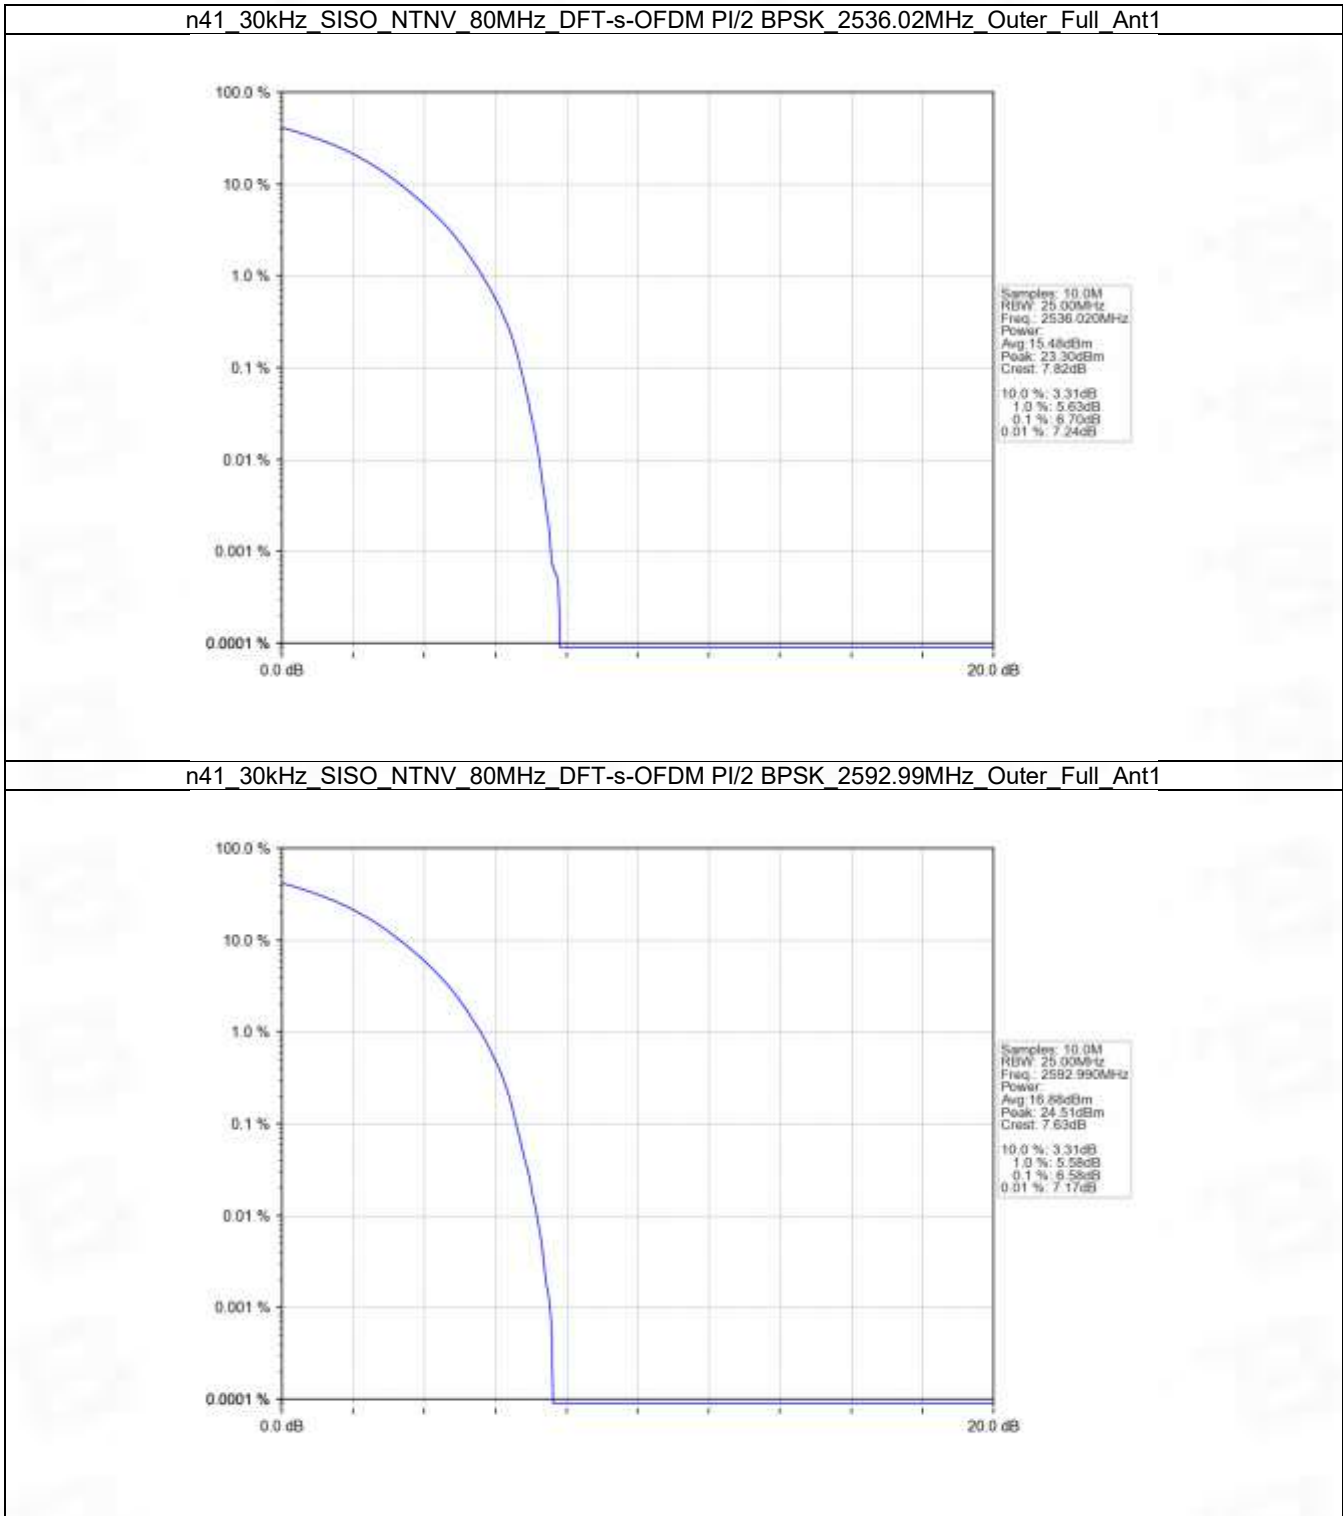 n41_30kHz_SISO_NTNV_80MHz_DFT-s-OFDM PI/2 BPSK_2536.02MHz_Outer_Full_Ant1
100.0 %
10.0 %
1.0 %
0.1 %
0.01 %
0.001 %
0.0001 %
0.0 dB
20.0 dB
Samples: 10.0M
RBW: 25.00MHz
Freq.: 2536.020MHz
Power:
Avg:15.48dBm
Peak: 23.30dBm
Crest: 7.82dB
10.0 %: 3.31dB
1.0 %: 5.63dB
0.1 %: 6.70dB
0.01 %: 7.24dB
n41_30kHz_SISO_NTNV_80MHz_DFT-s-OFDM PI/2 BPSK_2592.99MHz_Outer_Full_Ant1
100.0 %
10.0 %
1.0 %
0.1 %
0.01 %
0.001 %
0.0001 %
0.0 dB
20.0 dB
Samples: 10.0M
RBW: 25.00MHz
Freq.: 2592.990MHz
Power:
Avg:16.88dBm
Peak: 24.51dBm
Crest: 7.63dB
10.0 %: 3.31dB
1.0 %: 5.58dB
0.1 %: 6.58dB
0.01 %: 7.17dB